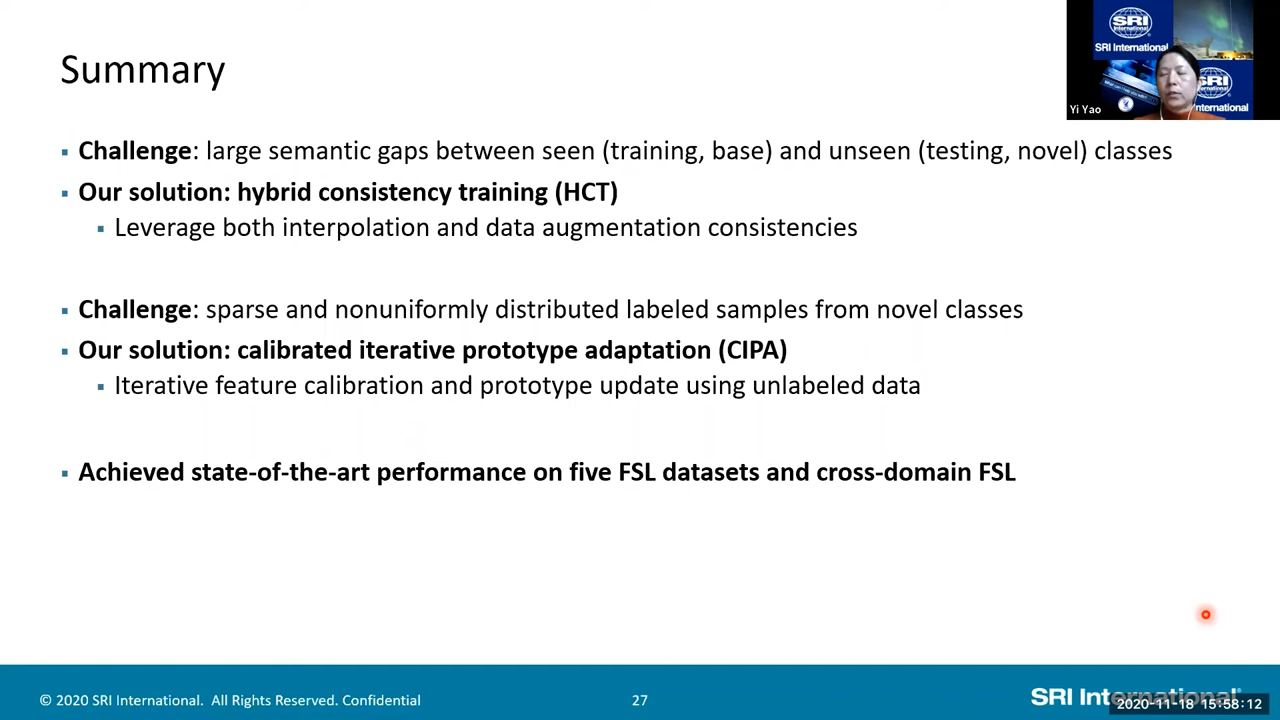 Summary
Challenge: large semantic gaps between seen (training, base) and unseen (testing, novel) classes
Our solution: hybrid consistency training (HCT)
Leverage both interpolation and data augmentation consistencies
Challenge: sparse and nonuniformly distributed labeled samples from novel classes
Our solution: calibrated iterative prototype adaptation (CIPA)
Iterative feature calibration and prototype update using unlabeled data
Achieved state-of-the-art performance on five FSL datasets and cross-domain FSL
SRI
SRI International
SRI
International
Yi Yao
© 2020 SRI International. All Rights Reserved. Confidential
27
SRI International
2020-11-18 15:58:12